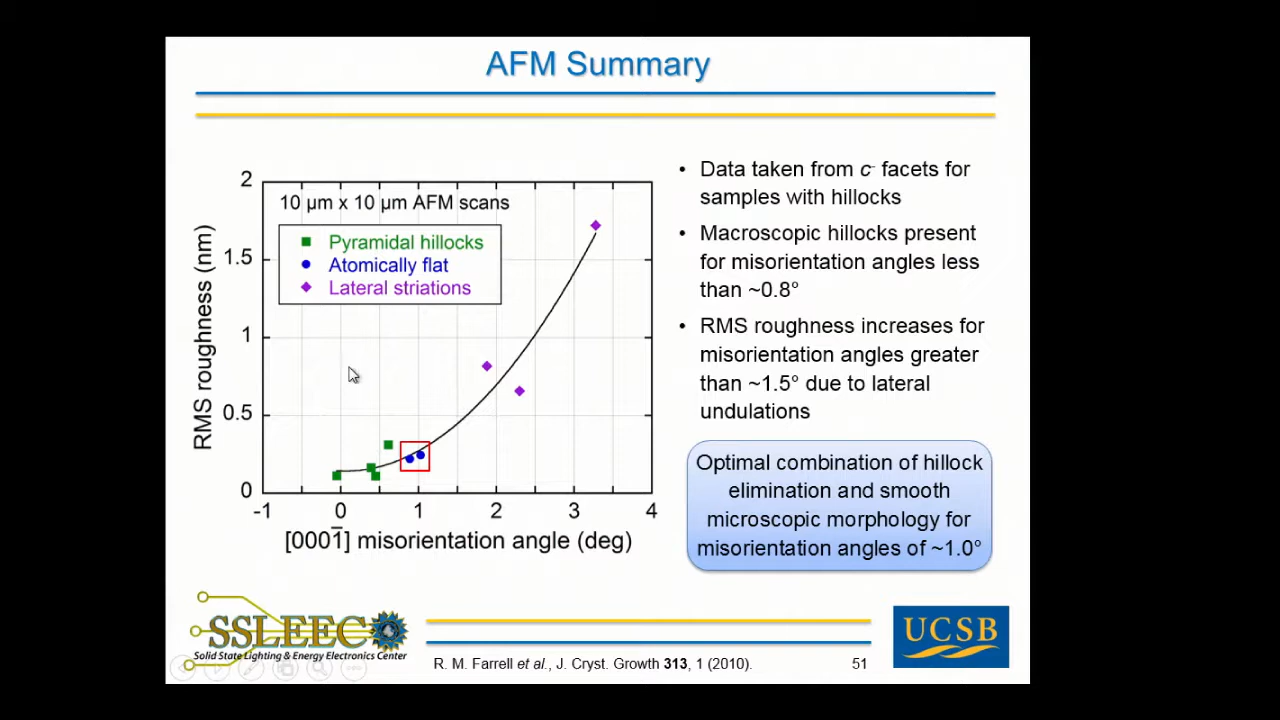 AFM Summary
2
1.5
1
0.5
0
RMS roughness (nm)
10 µm x 10 µm AFM scans
Pyramidal hillocks
Atomically flat
Lateral striations
-1 0 1 2 3 4
[0001̅] misorientation angle (deg)
• Data taken from c⁻ facets for
samples with hillocks
• Macroscopic hillocks present
for misorientation angles less
than ~0.8°
• RMS roughness increases for
misorientation angles greater
than ~1.5° due to lateral
undulations
Optimal combination of hillock
elimination and smooth
microscopic morphology for
misorientation angles of ~1.0°
SSLEEC
Solid State Lighting & Energy Electronics Center
R. M. Farrell et al., J. Cryst. Growth 313, 1 (2010).
51
UCSB